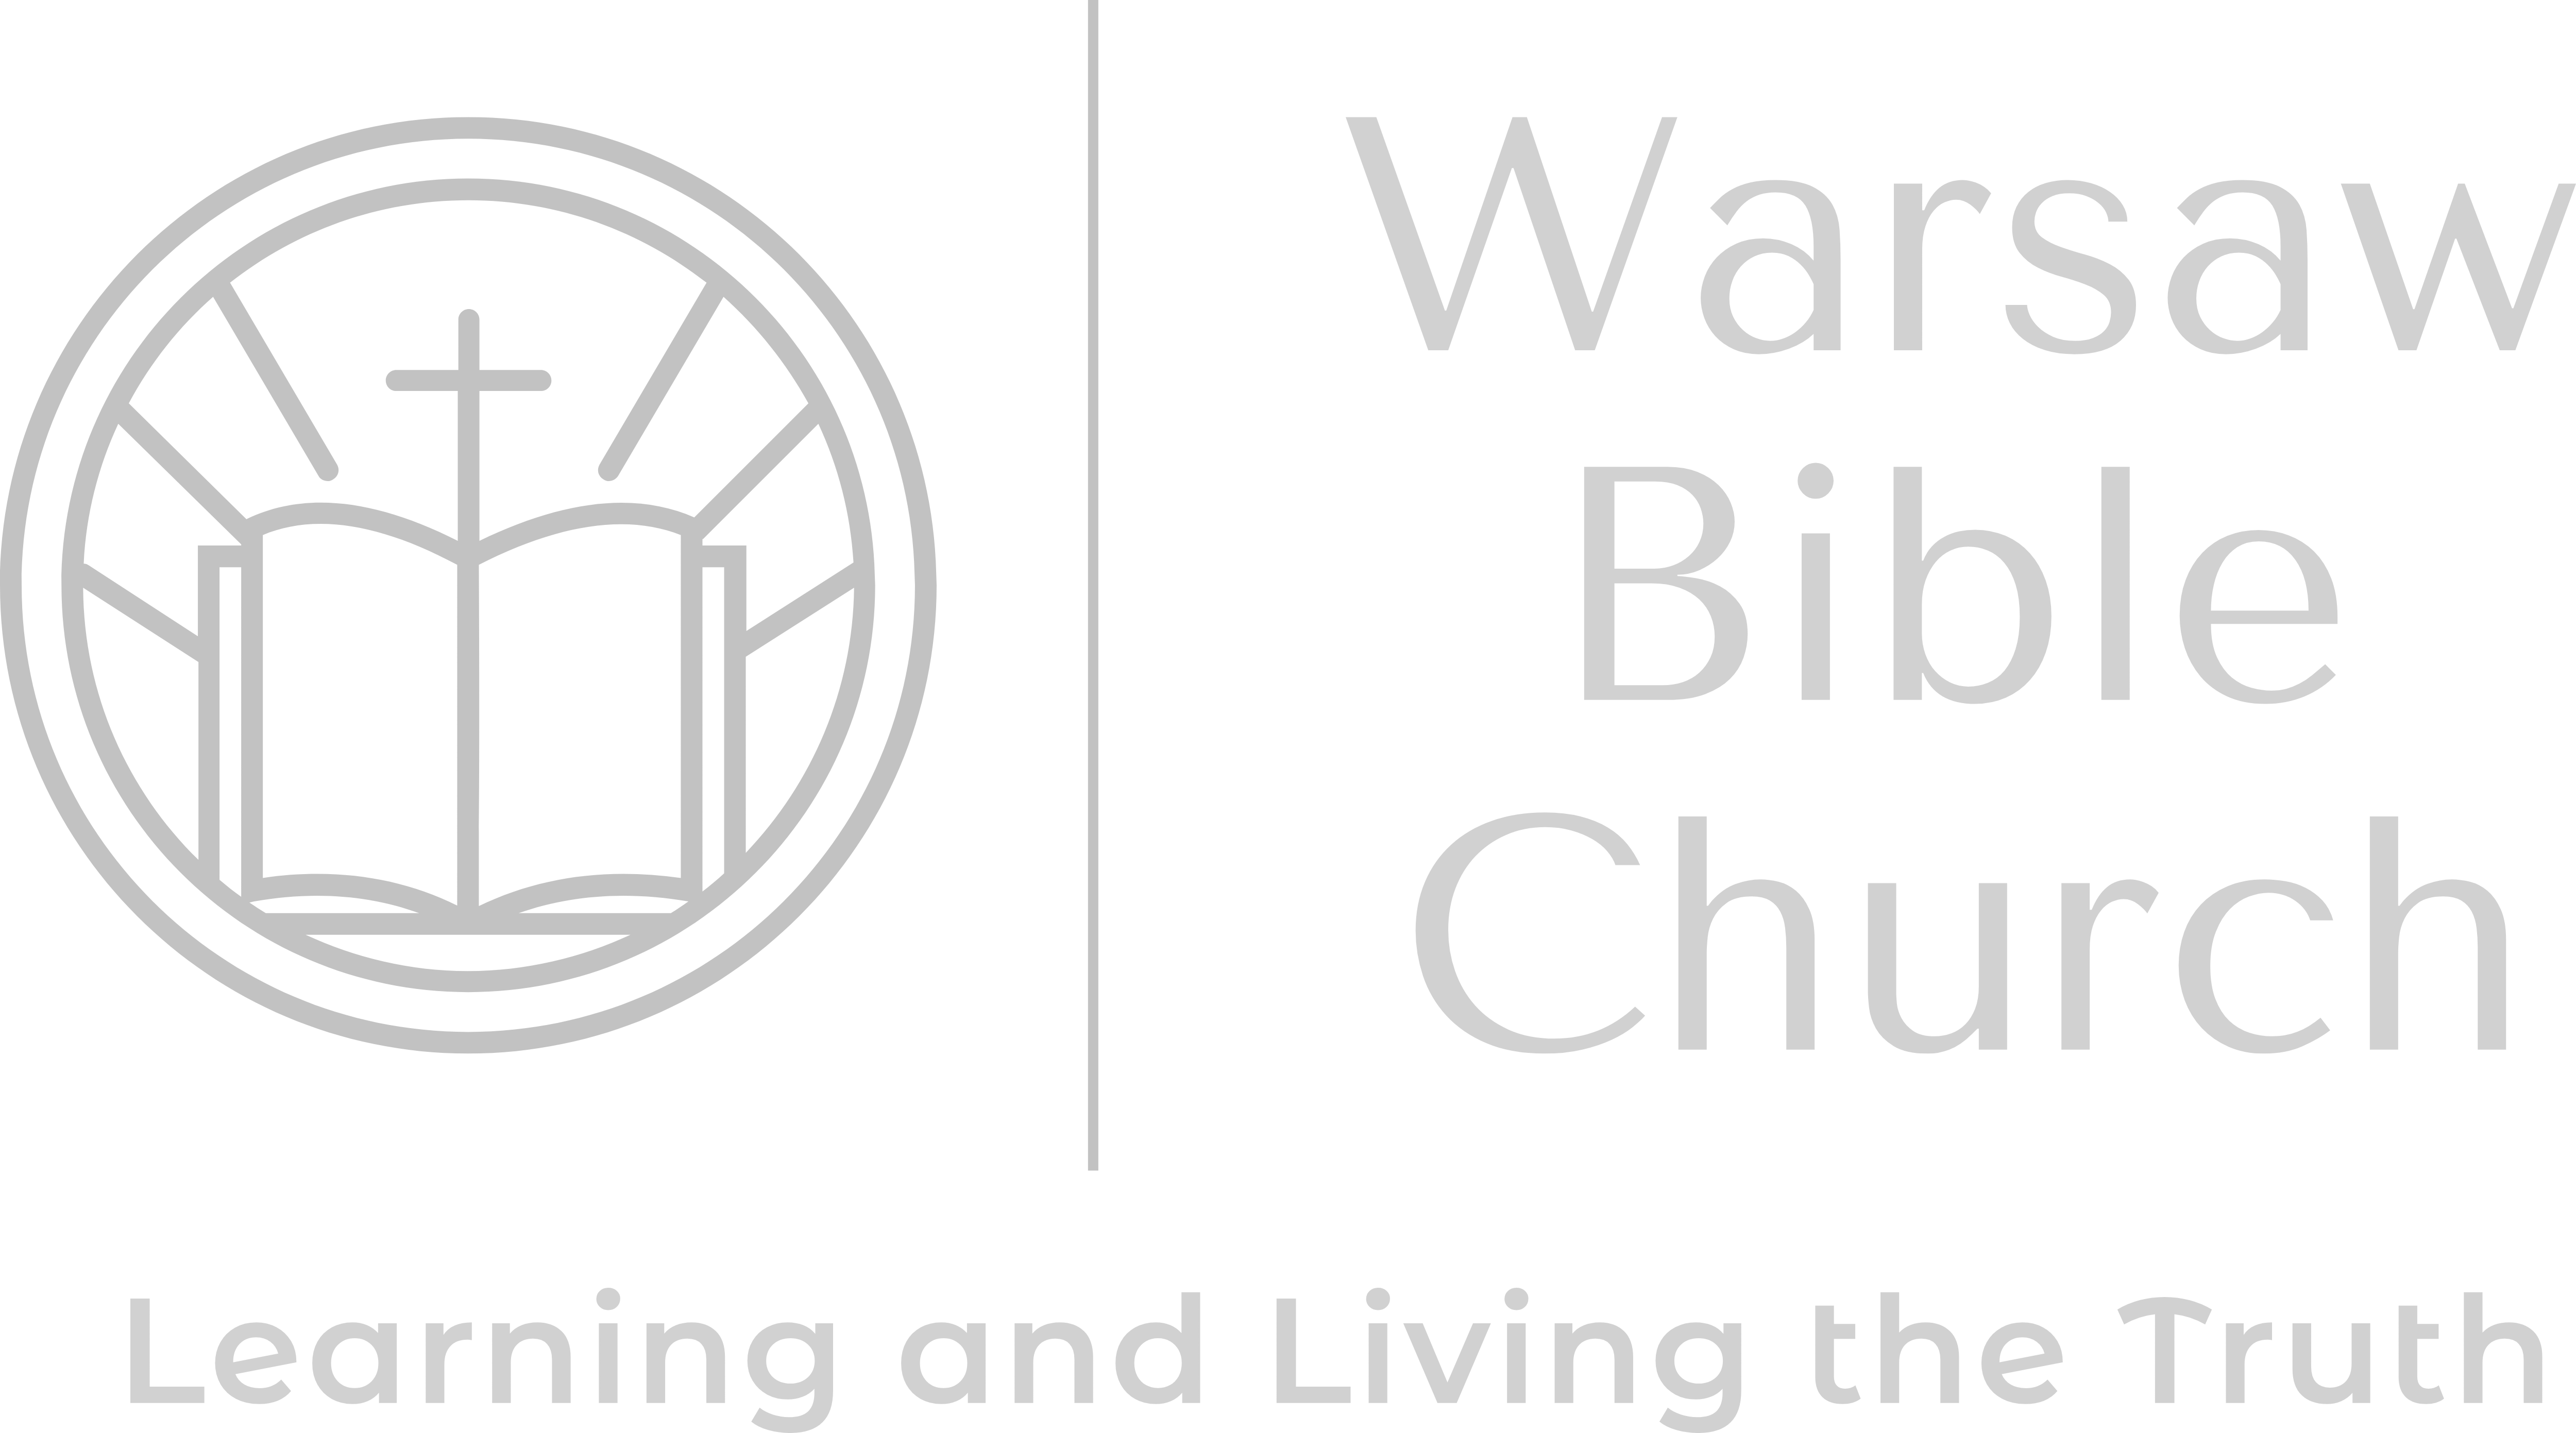 Warsaw
Bible
Church
Learning and Living the Truth